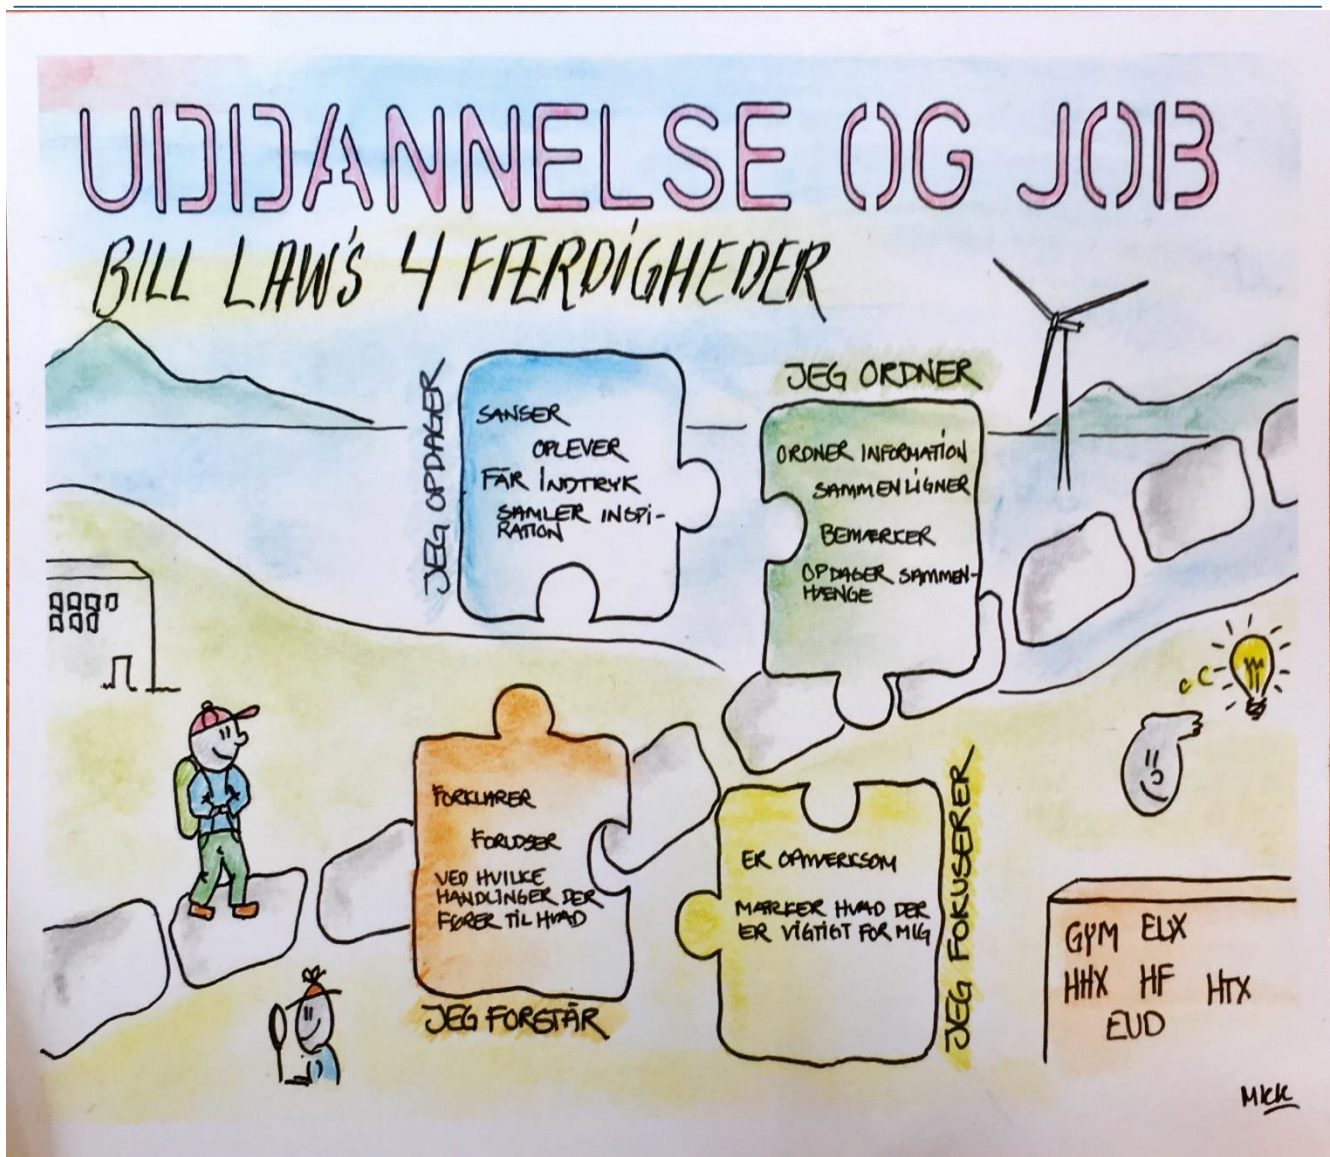 UDDANNELSE OG JOB
BILL LAW'S 4 FÆRDIGHEDER
JEG OPDAGER
SANSER
OPLEVER
FÅR INDTRYK
SAMLER INSPI-
RATION
JEG ORDNER
ORDNER INFORMATION
SAMMENLIGNER
BEMÆRKER
OPDAGER SAMMEN-
HÆNGE
FORKLARER
FORUDSER
VED HVILKE
HANDLINGER DER
FØRER TIL HVAD
JEG FORSTÅR
ER OPMÆRKSOM
MÆRKER HVAD DER
ER VIGTIGT FOR MIG
JEG FOKUSERER
GYM EUX
HHX HF HTX
EUD
MKK